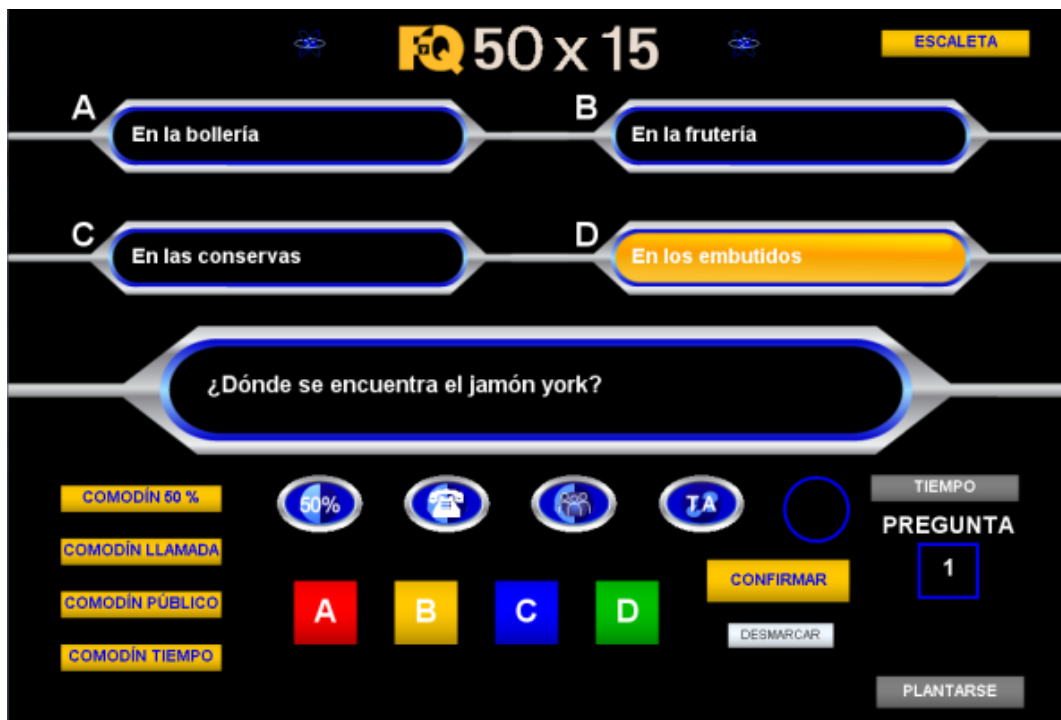 FQ 50 x 15
ESCALETA
A
En la bollería
B
En la frutería
C
En las conservas
D
En los embutidos
¿Dónde se encuentra el jamón york?
COMODÍN 50 %
COMODÍN LLAMADA
COMODÍN PÚBLICO
COMODÍN TIEMPO
50%
TA
A
B
C
D
CONFIRMAR
DESMARCAR
TIEMPO
PREGUNTA
1
PLANTARSE